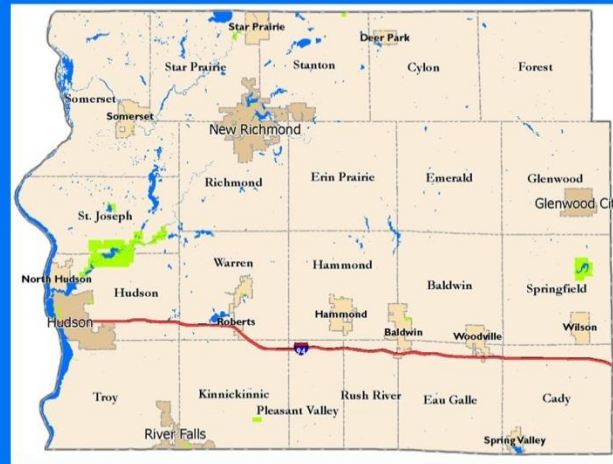 Star Prairie
Deer Park
Star Prairie
Stanton
Cylon
Forest
Somerset
Somerset
New Richmond
Richmond
Erin Prairie
Emerald
Glenwood
Glenwood City
St. Joseph
Warren
Hammond
Baldwin
Springfield
North Hudson
Hudson
Hudson
Roberts
Hammond
Baldwin
Woodville
Wilson
94
Troy
Kinnickinnic
Pleasant Valley
Rush River
Eau Galle
Cady
River Falls
Spring Valley